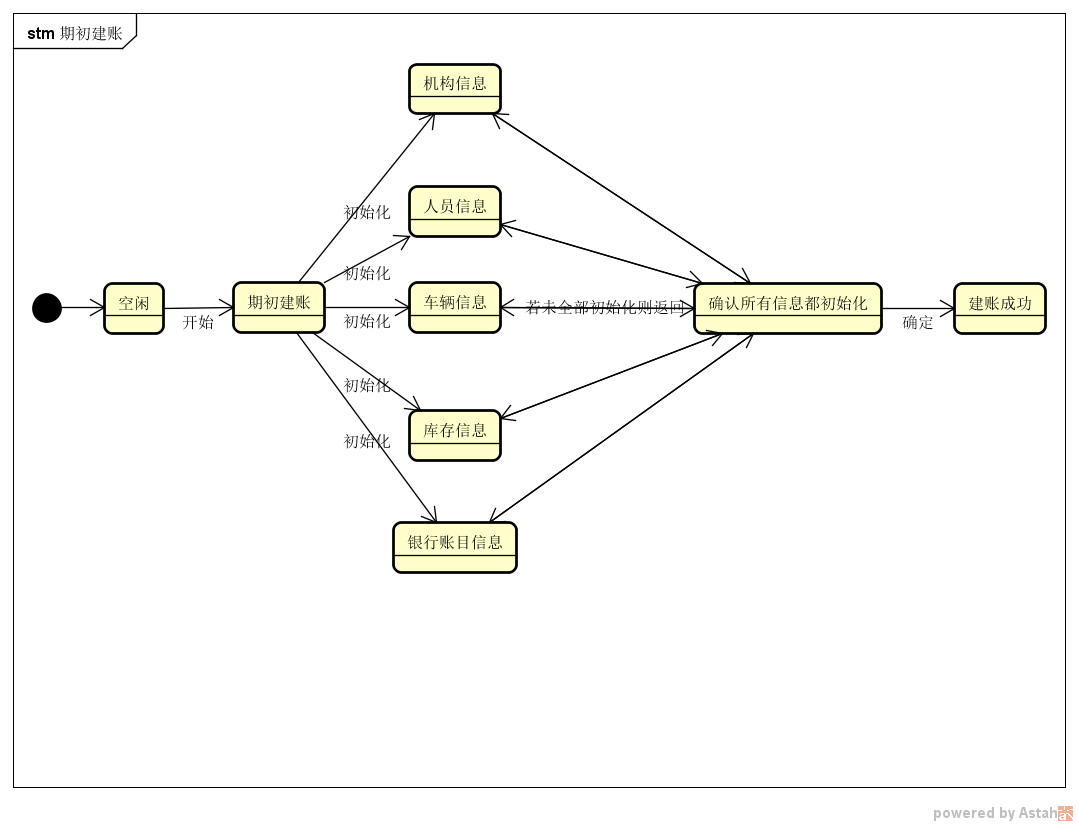 stm 期初建账
机构信息
初始化
人员信息
初始化
空闲
开始
期初建账
初始化
车辆信息
若未全部初始化则返回
确认所有信息都初始化
确定
建账成功
初始化
库存信息
初始化
银行账目信息
powered by Astah